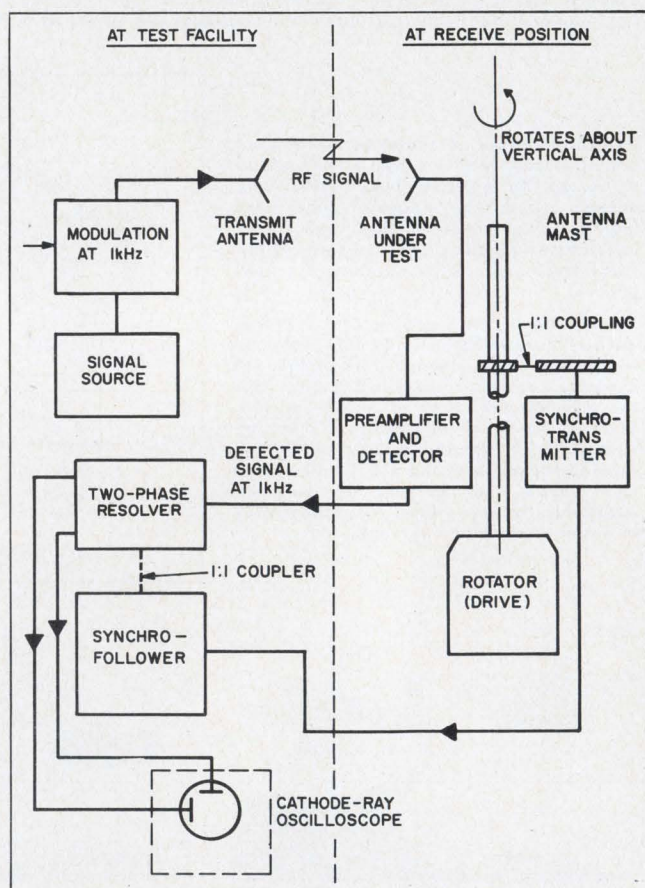 AT TEST FACILITY
AT RECEIVE POSITION
ROTATES ABOUT
VERTICAL AXIS
RF SIGNAL
MODULATION
AT 1kHz
TRANSMIT
ANTENNA
ANTENNA
UNDER
TEST
ANTENNA
MAST
SIGNAL
SOURCE
1:1 COUPLING
PREAMPLIFIER
AND
DETECTOR
SYNCHRO-
TRANS
MITTER
DETECTED
SIGNAL
AT 1kHz
TWO-PHASE
RESOLVER
1:1 COUPLER
ROTATOR
(DRIVE)
SYNCHRO-
FOLLOWER
CATHODE-RAY
OSCILLOSCOPE